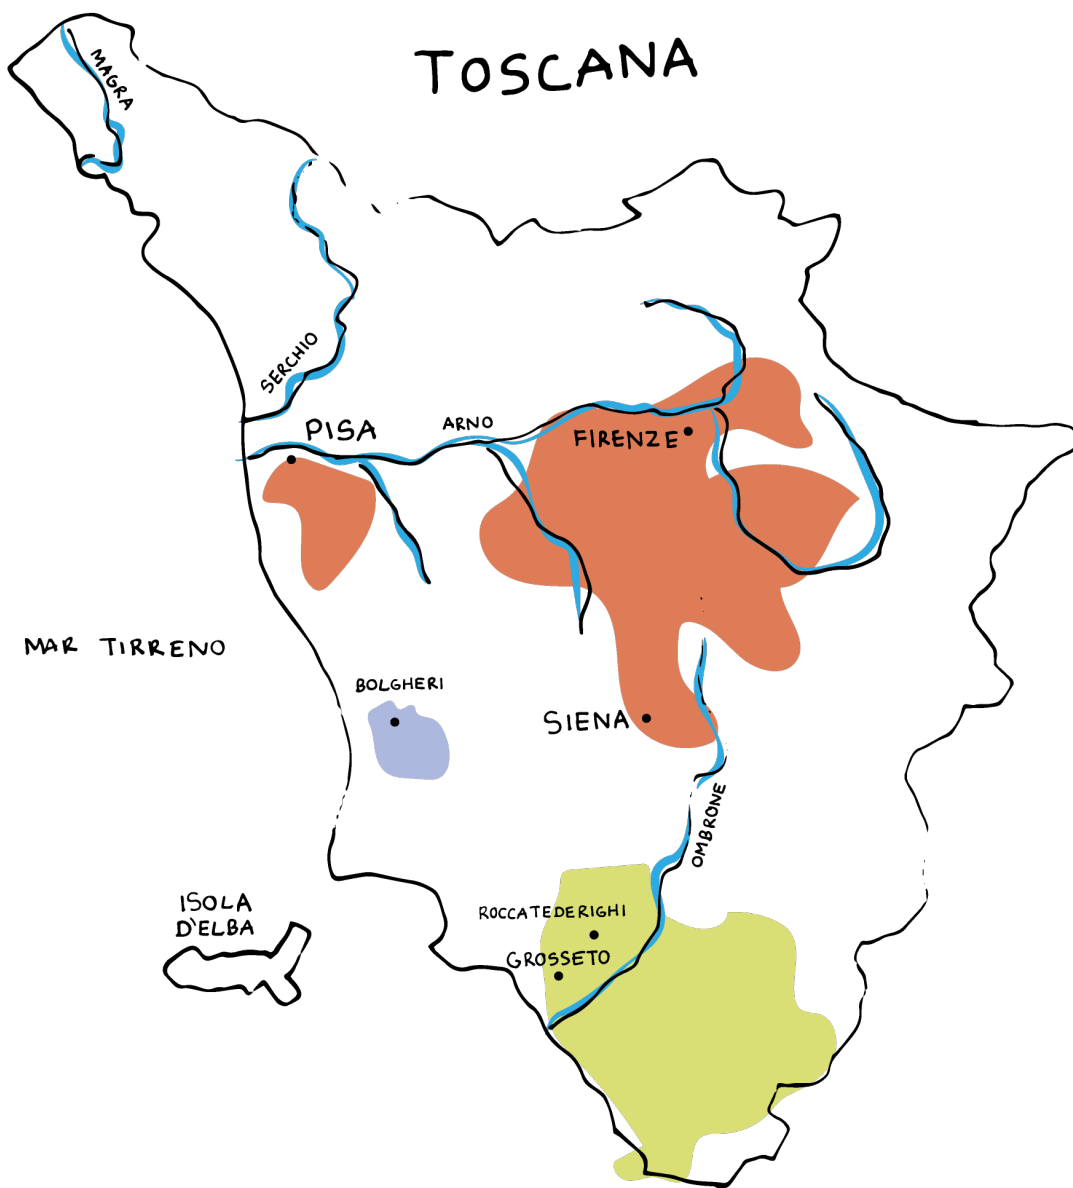 TOSCANA
MAGRA
SERCHIO
PISA
ARNO
FIRENZE
MAR TIRRENO
BOLGHERI
SIENA
OMBRONE
ISOLA
D'ELBA
ROCCATEDERIGHI
GROSSETO